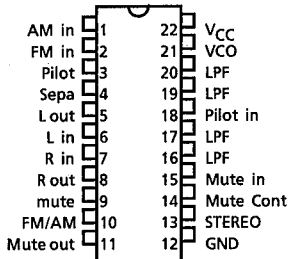 AM in 1 22 VCC
FM in 2 21 VCO
Pilot 3 20 LPF
Sepa 4 19 LPF
L out 5 18 Pilot in
L in 6 17 LPF
R in 7 16 LPF
R out 8 15 Mute in
mute 9 14 Mute Cont
FM/AM 10 13 STEREO
Mute out 11 12 GND